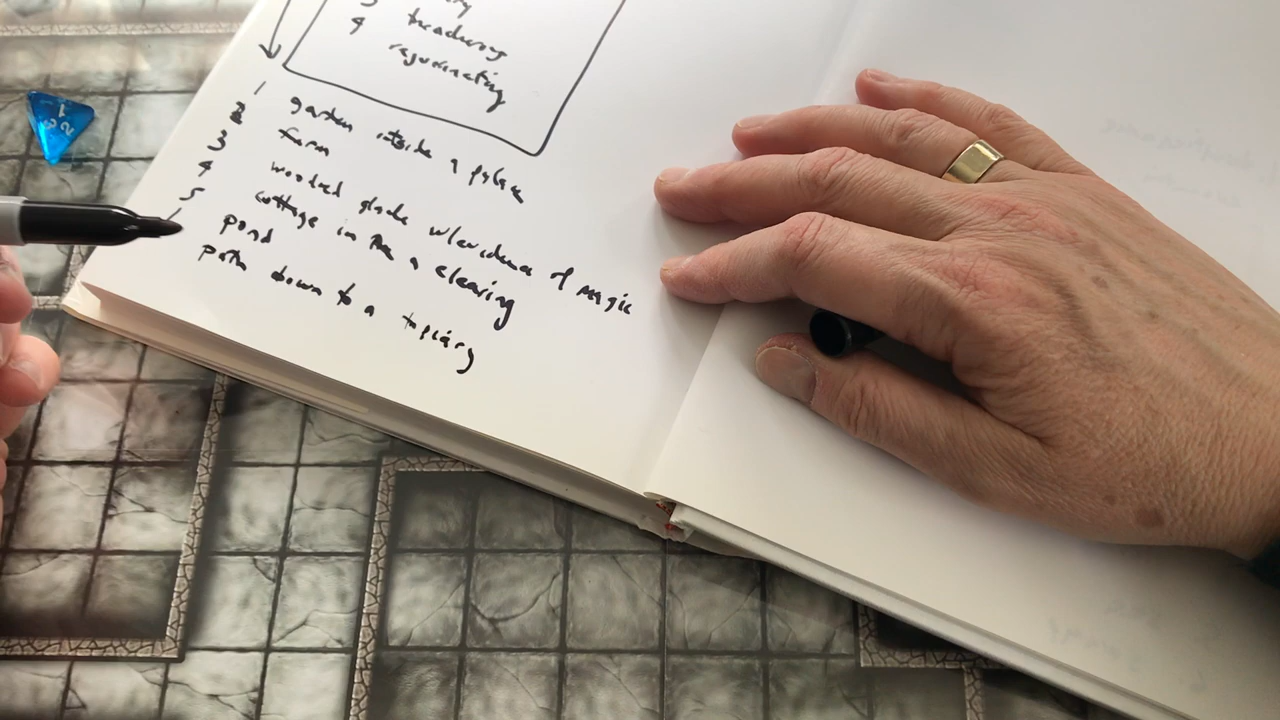 4
rejuvenating
1 garden outside a palace
2 farm
3 wooded glade w/evidence of magic
4 cottage in a clearing
5 pond
path down to a topiary